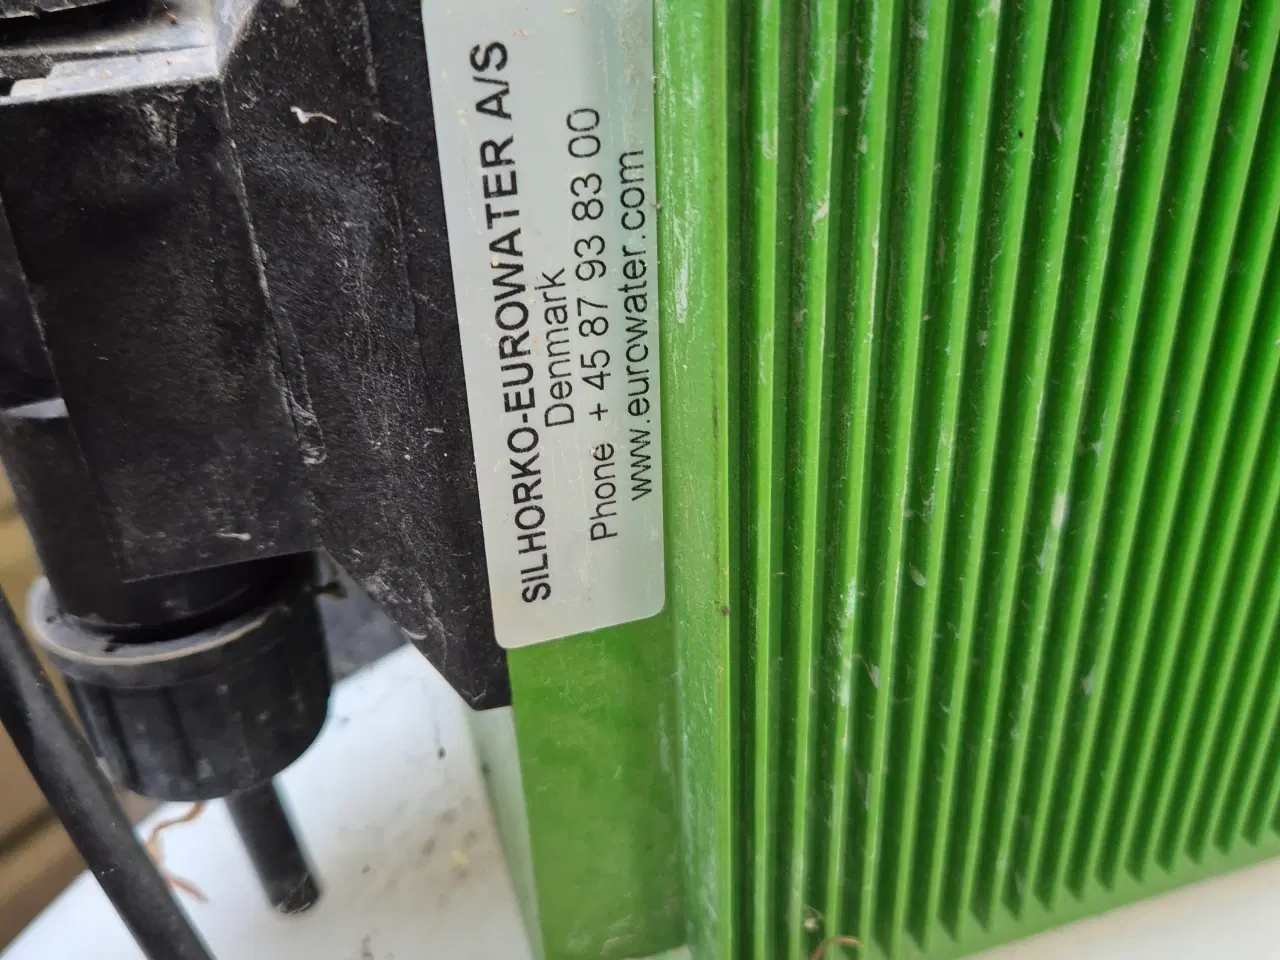 SILHORKO-EUROWATER A/S
Denmark
Phone + 45 87 93 83 00
www.eurowater.com